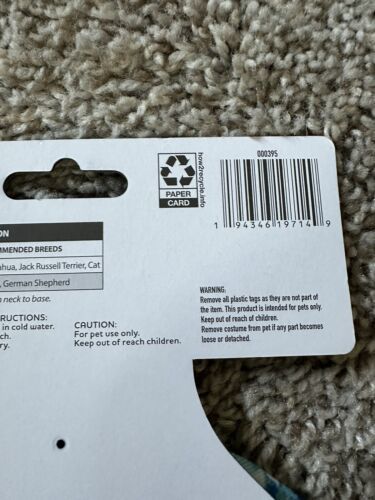 000395
how2recycle.info
PAPER
CARD
1 94346 19714 9
ON
MMENDED BREEDS
ahua, Jack Russell Terrier, Cat
, German Shepherd
n neck to base.
RUCTIONS:
in cold water.
ch.
ry.
CAUTION:
For pet use only.
Keep out of reach children.
WARNING:
Remove all plastic tags as they are not part of
the item. This product is intended for pets only.
Keep out of reach of children.
Remove costume from pet if any part becomes
loose or detached.